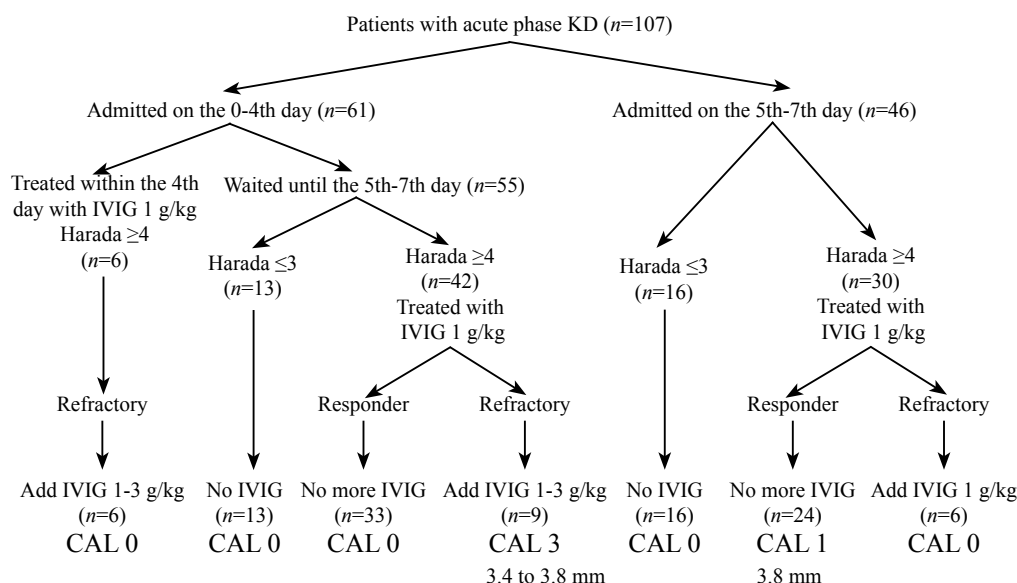 Patients with acute phase KD (n=107)
Admitted on the 0-4th day (n=61)
Admitted on the 5th-7th day (n=46)
Treated within the 4th
day with IVIG 1 g/kg
Harada ≥4
(n=6)
Waited until the 5th-7th day (n=55)
Harada ≤3
(n=13)
Harada ≥4
(n=42)
Treated with
IVIG 1 g/kg
Harada ≤3
(n=16)
Harada ≥4
(n=30)
Treated with
IVIG 1 g/kg
Refractory
Responder
Refractory
Responder
Refractory
Add IVIG 1-3 g/kg
(n=6)
CAL 0
No IVIG
(n=13)
CAL 0
No more IVIG
(n=33)
CAL 0
Add IVIG 1-3 g/kg
(n=9)
CAL 3
3.4 to 3.8 mm
No IVIG
(n=16)
CAL 0
No more IVIG
(n=24)
CAL 1
3.8 mm
Add IVIG 1 g/kg
(n=6)
CAL 0